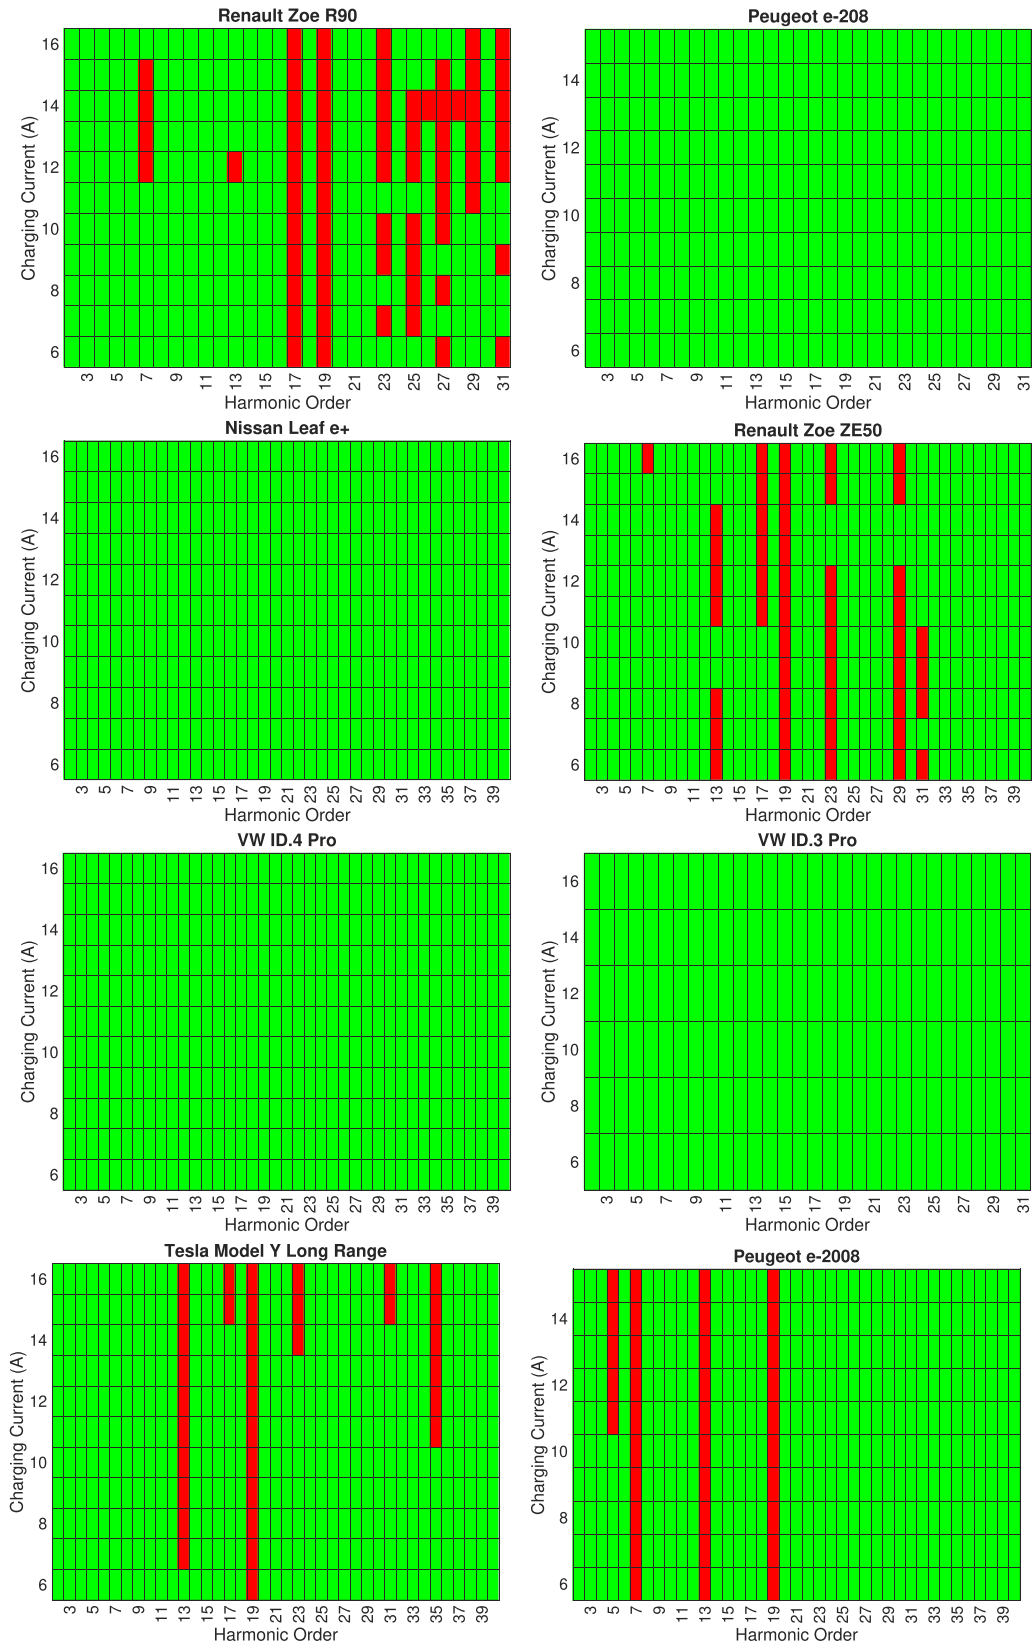 Renault Zoe R90
Charging Current (A)
16
14
12
10
8
6
3 5 7 9 11 13 15 17 19 21 23 25 27 29 31
Harmonic Order
Peugeot e-208
Charging Current (A)
14
12
10
8
6
3 5 7 9 11 13 15 17 19 21 23 25 27 29 31
Harmonic Order
Nissan Leaf e+
Charging Current (A)
16
14
12
10
8
6
3 5 7 9 11 13 15 17 19 21 23 25 27 29 31 33 35 37 39
Harmonic Order
Renault Zoe ZE50
Charging Current (A)
16
14
12
10
8
6
3 5 7 9 11 13 15 17 19 21 23 25 27 29 31 33 35 37 39
Harmonic Order
VW ID.4 Pro
Charging Current (A)
16
14
12
10
8
6
3 5 7 9 11 13 15 17 19 21 23 25 27 29 31 33 35 37 39
Harmonic Order
VW ID.3 Pro
Charging Current (A)
16
14
12
10
8
6
3 5 7 9 11 13 15 17 19 21 23 25 27 29 31
Harmonic Order
Tesla Model Y Long Range
Charging Current (A)
16
14
12
10
8
6
3 5 7 9 11 13 15 17 19 21 23 25 27 29 31 33 35 37 39
Harmonic Order
Peugeot e-2008
Charging Current (A)
14
12
10
8
6
3 5 7 9 11 13 15 17 19 21 23 25 27 29 31 33 35 37 39
Harmonic Order